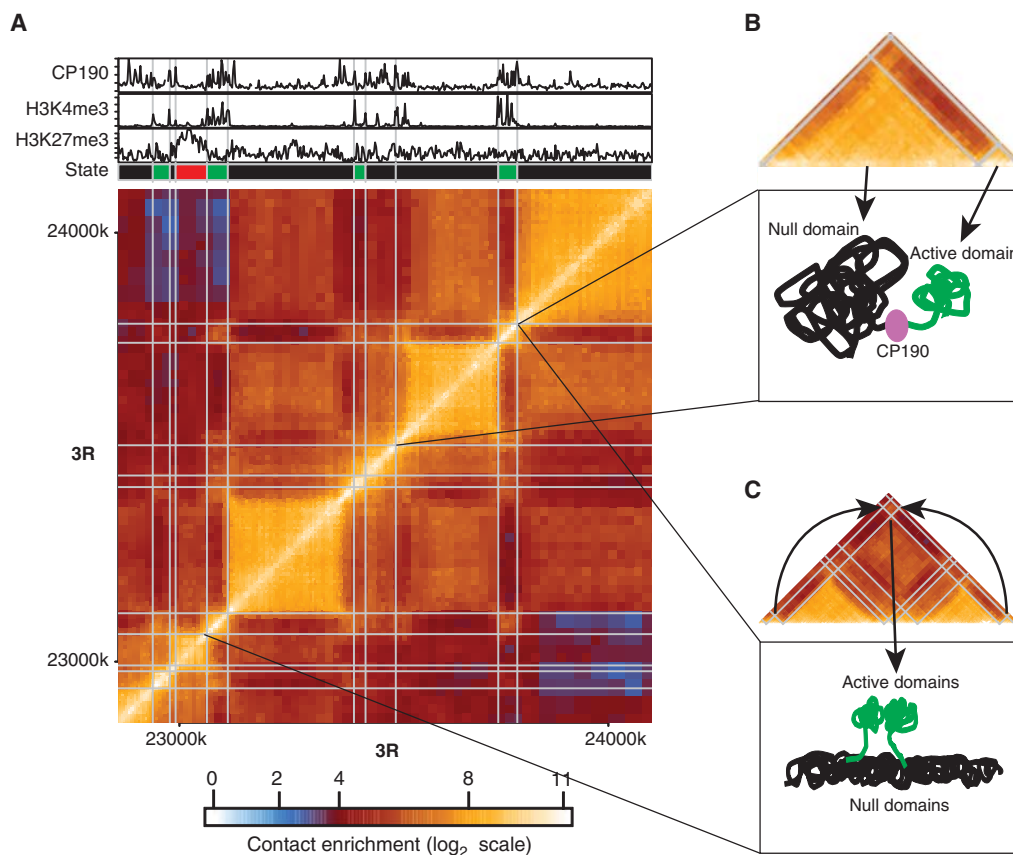 A
CP190
H3K4me3
H3K27me3
State
24000k
3R
23000k
23000k
24000k
3R
0 2 4 8 11
Contact enrichment (log2 scale)
B
Null domain
Active domain
CP190
C
Active domains
Null domains